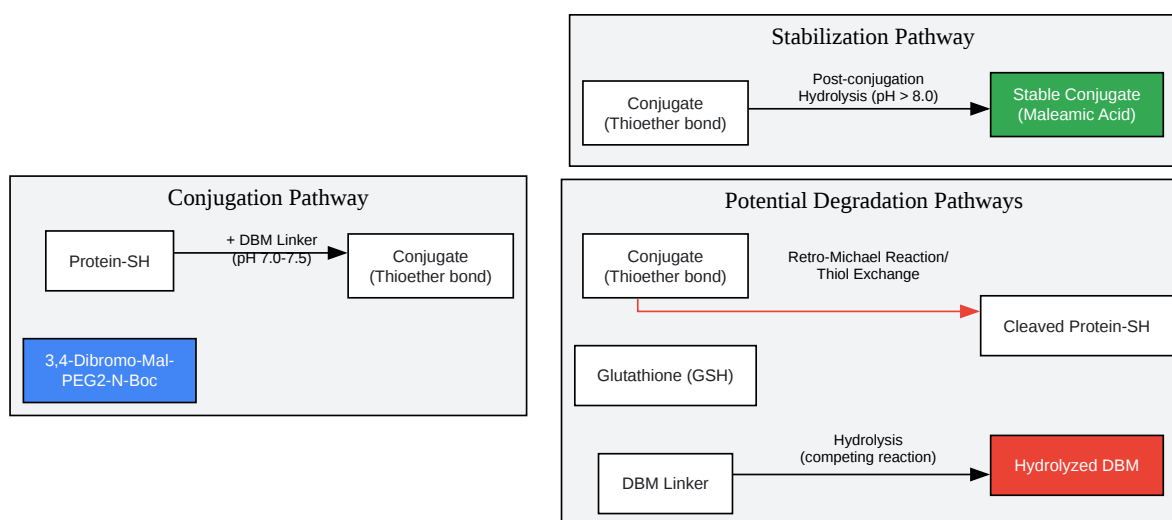 Conjugation Pathway
Protein-SH
+ DBM Linker
(pH 7.0-7.5)
Conjugate
(Thioether bond)
3,4-Dibromo-Mal-
PEG2-N-Boc
Stabilization Pathway
Conjugate
(Thioether bond)
Post-conjugation
Hydrolysis (pH > 8.0)
Stable Conjugate
(Maleamic Acid)
Potential Degradation Pathways
Conjugate
(Thioether bond)
Retro-Michael Reaction/
Thiol Exchange
Cleaved Protein-SH
Glutathione (GSH)
DBM Linker
Hydrolysis
(competing reaction)
Hydrolyzed DBM